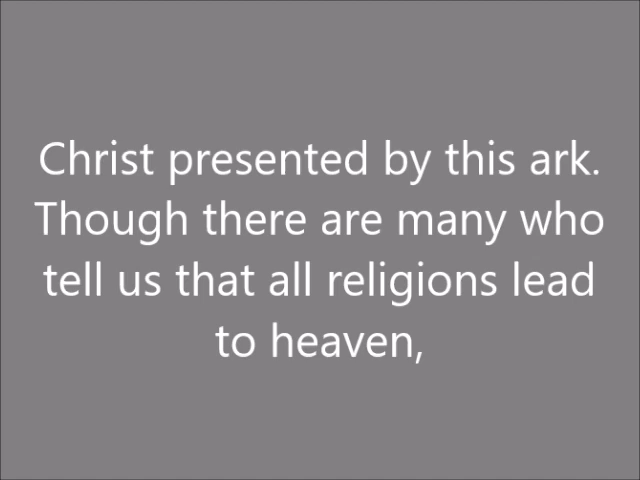 Christ presented by this ark.
Though there are many who
tell us that all religions lead
to heaven,